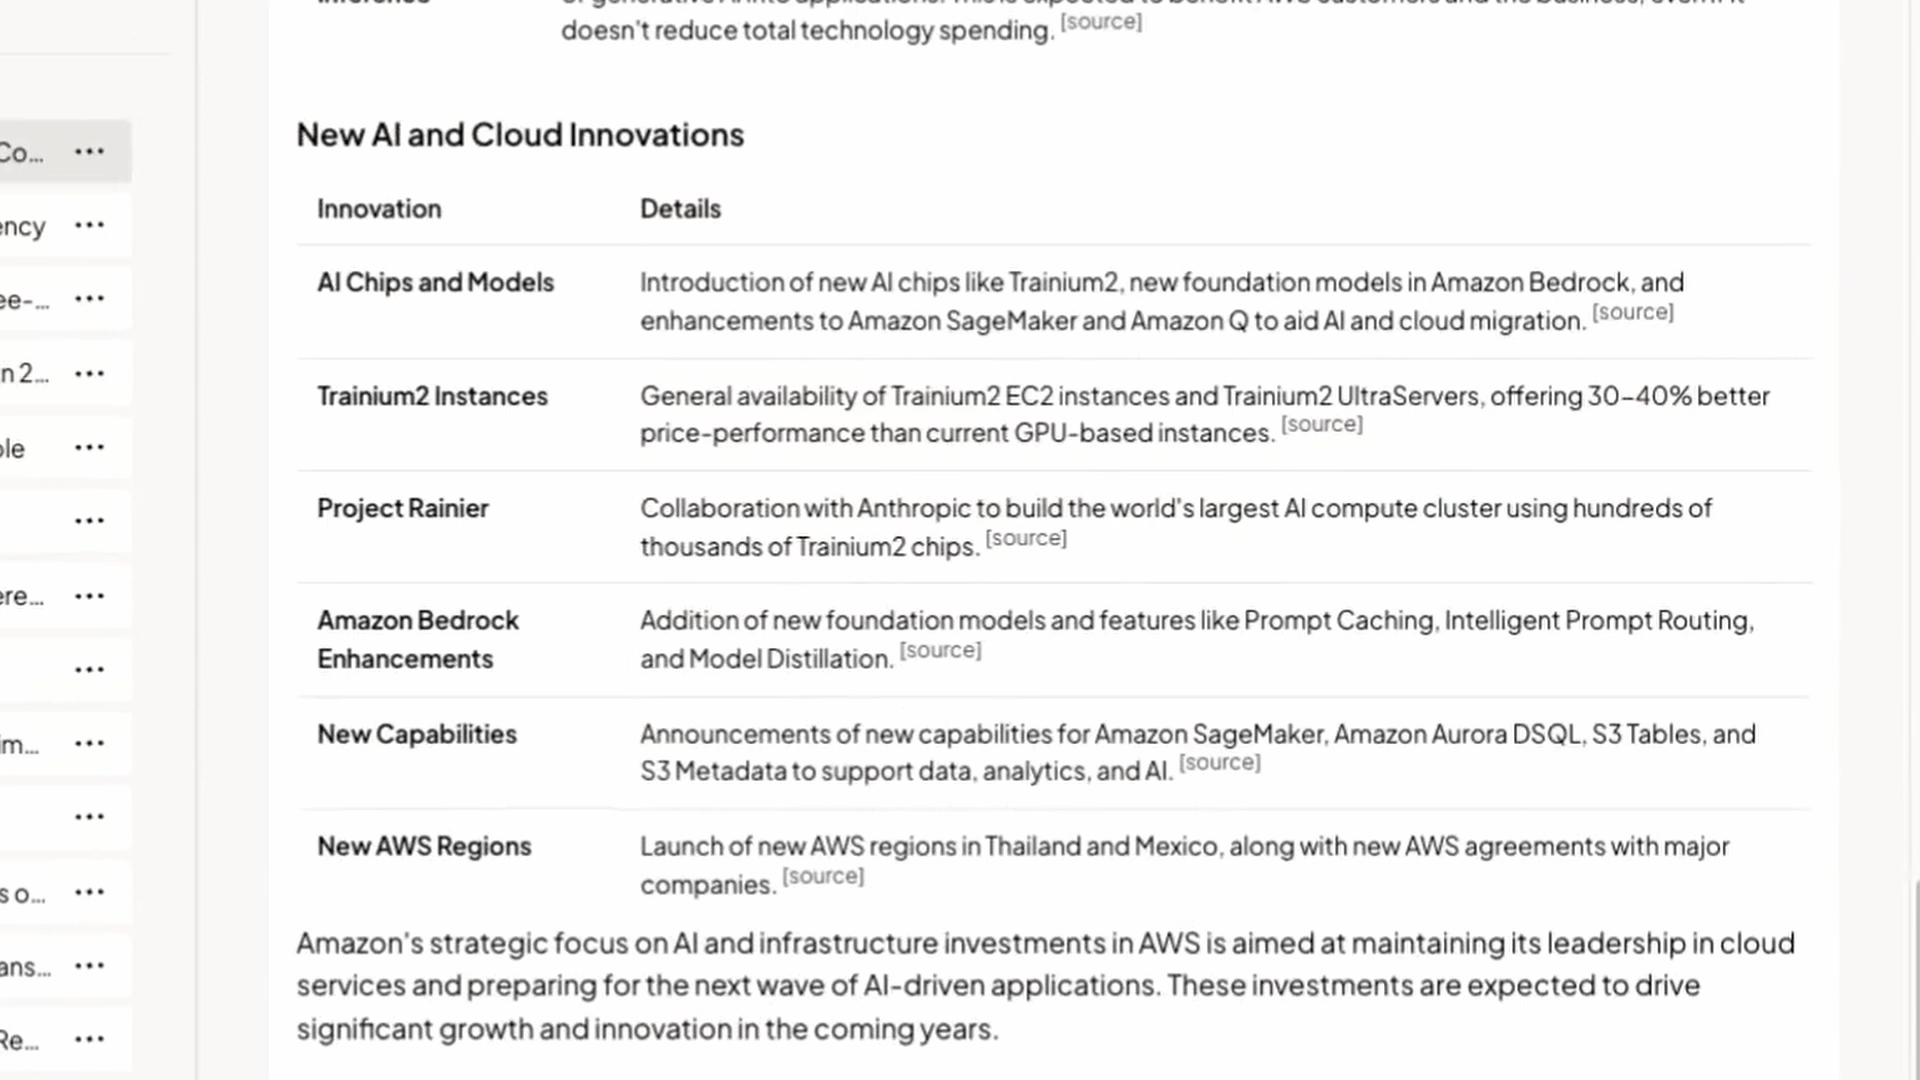 doesn't reduce total technology spending. [source]
New AI and Cloud Innovations
Innovation Details
AI Chips and Models Introduction of new AI chips like Trainium2, new foundation models in Amazon Bedrock, and
enhancements to Amazon SageMaker and Amazon Q to aid AI and cloud migration. [source]
Trainium2 Instances General availability of Trainium2 EC2 instances and Trainium2 UltraServers, offering 30–40% better
price-performance than current GPU-based instances. [source]
Project Rainier Collaboration with Anthropic to build the world's largest AI compute cluster using hundreds of
thousands of Trainium2 chips. [source]
Amazon Bedrock Addition of new foundation models and features like Prompt Caching, Intelligent Prompt Routing,
Enhancements and Model Distillation. [source]
New Capabilities Announcements of new capabilities for Amazon SageMaker, Amazon Aurora DSQL, S3 Tables, and
S3 Metadata to support data, analytics, and AI. [source]
New AWS Regions Launch of new AWS regions in Thailand and Mexico, along with new AWS agreements with major
companies. [source]
Amazon's strategic focus on AI and infrastructure investments in AWS is aimed at maintaining its leadership in cloud
services and preparing for the next wave of AI-driven applications. These investments are expected to drive
significant growth and innovation in the coming years.